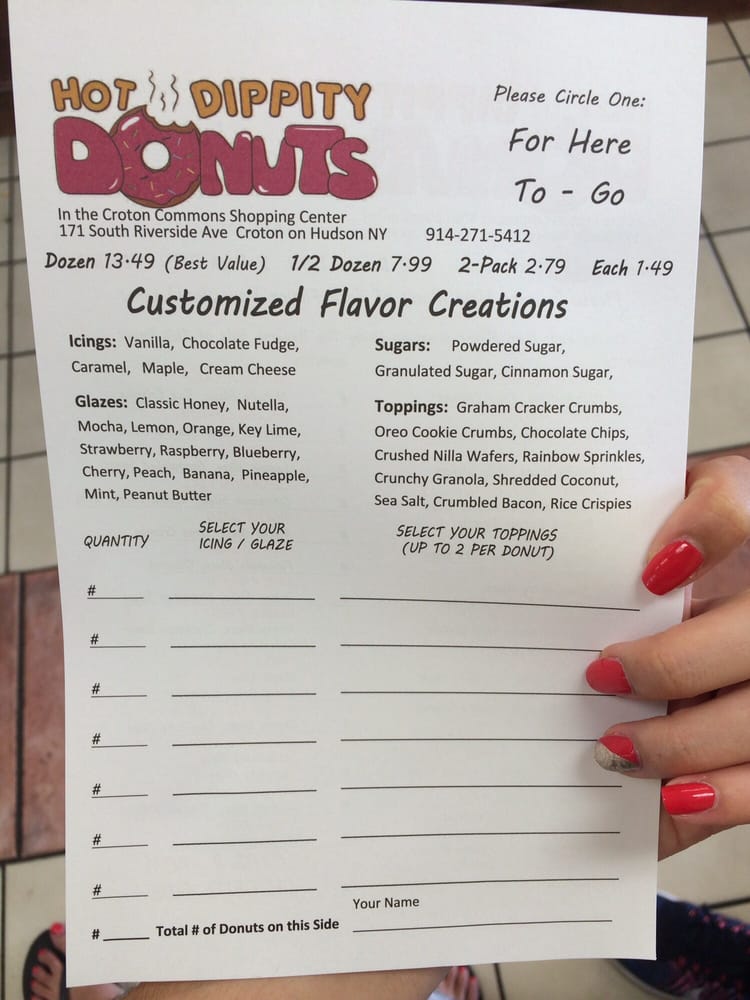 HOT DIPPITY
DONUTS
In the Croton Commons Shopping Center
171 South Riverside Ave Croton on Hudson NY 914-271-5412
Please Circle One:
For Here
To - Go
Dozen 13.49 (Best Value) 1/2 Dozen 7.99 2-Pack 2.79 Each 1.49
Customized Flavor Creations
Icings: Vanilla, Chocolate Fudge,
Caramel, Maple, Cream Cheese
Glazes: Classic Honey, Nutella,
Mocha, Lemon, Orange, Key Lime,
Strawberry, Raspberry, Blueberry,
Cherry, Peach, Banana, Pineapple,
Mint, Peanut Butter
Sugars: Powdered Sugar,
Granulated Sugar, Cinnamon Sugar,
Toppings: Graham Cracker Crumbs,
Oreo Cookie Crumbs, Chocolate Chips,
Crushed Nilla Wafers, Rainbow Sprinkles,
Crunchy Granola, Shredded Coconut,
Sea Salt, Crumbled Bacon, Rice Crispies
QUANTITY
SELECT YOUR
ICING / GLAZE
SELECT YOUR TOPPINGS
(UP TO 2 PER DONUT)
#
#
#
#
#
#
#
# Total # of Donuts on this Side
Your Name